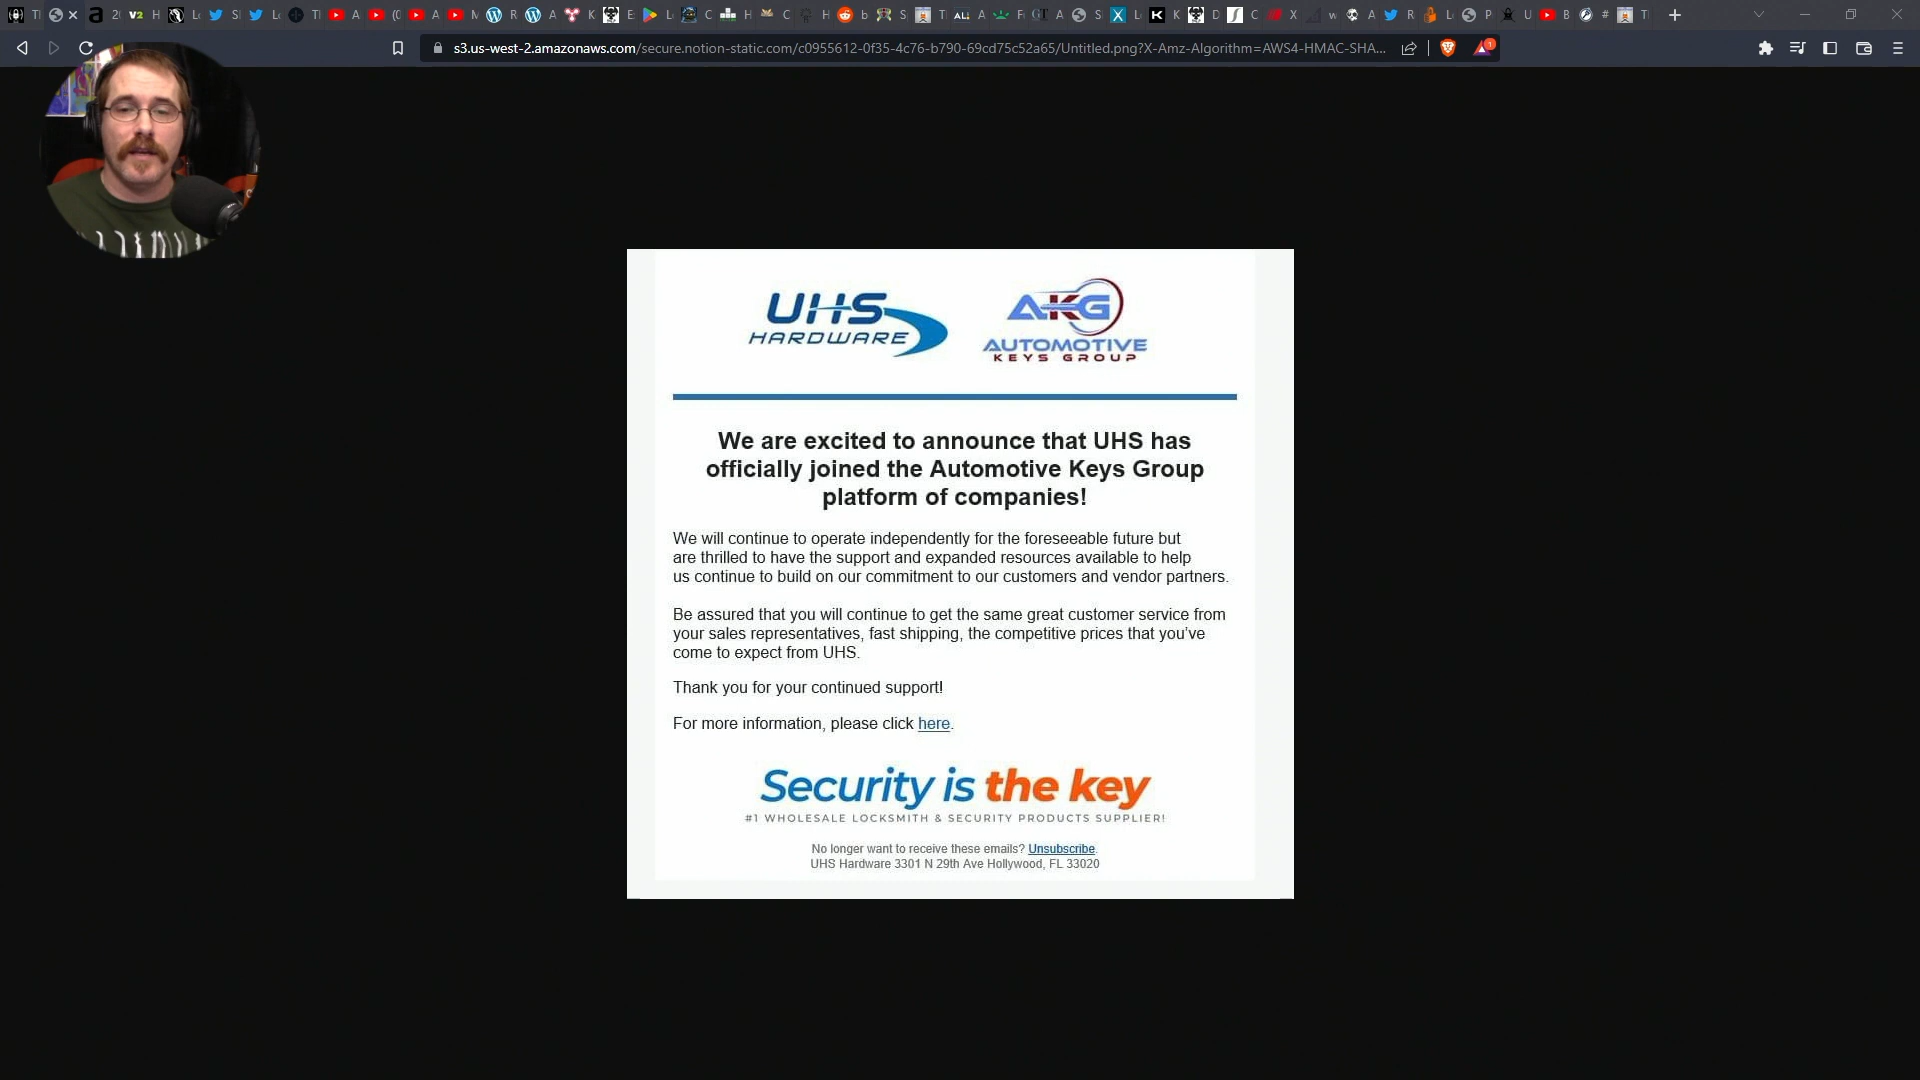 s3.us-west-2.amazonaws.com/secure.notion-static.com/c0955612-0f35-4c76-b790-69cd75c52a65/Untitled.png?X-Amz-Algorithm=AWS4-HMAC-SHA...
UHS
HARDWARE
AKG
AUTOMOTIVE
KEYS GROUP
We are excited to announce that UHS has
officially joined the Automotive Keys Group
platform of companies!
We will continue to operate independently for the foreseeable future but
are thrilled to have the support and expanded resources available to help
us continue to build on our commitment to our customers and vendor partners.
Be assured that you will continue to get the same great customer service from
your sales representatives, fast shipping, the competitive prices that you've
come to expect from UHS.
Thank you for your continued support!
For more information, please click here.
Security is the key
#1 WHOLESALE LOCKSMITH & SECURITY PRODUCTS SUPPLIER!
No longer want to receive these emails? Unsubscribe.
UHS Hardware 3301 N 29th Ave Hollywood, FL 33020